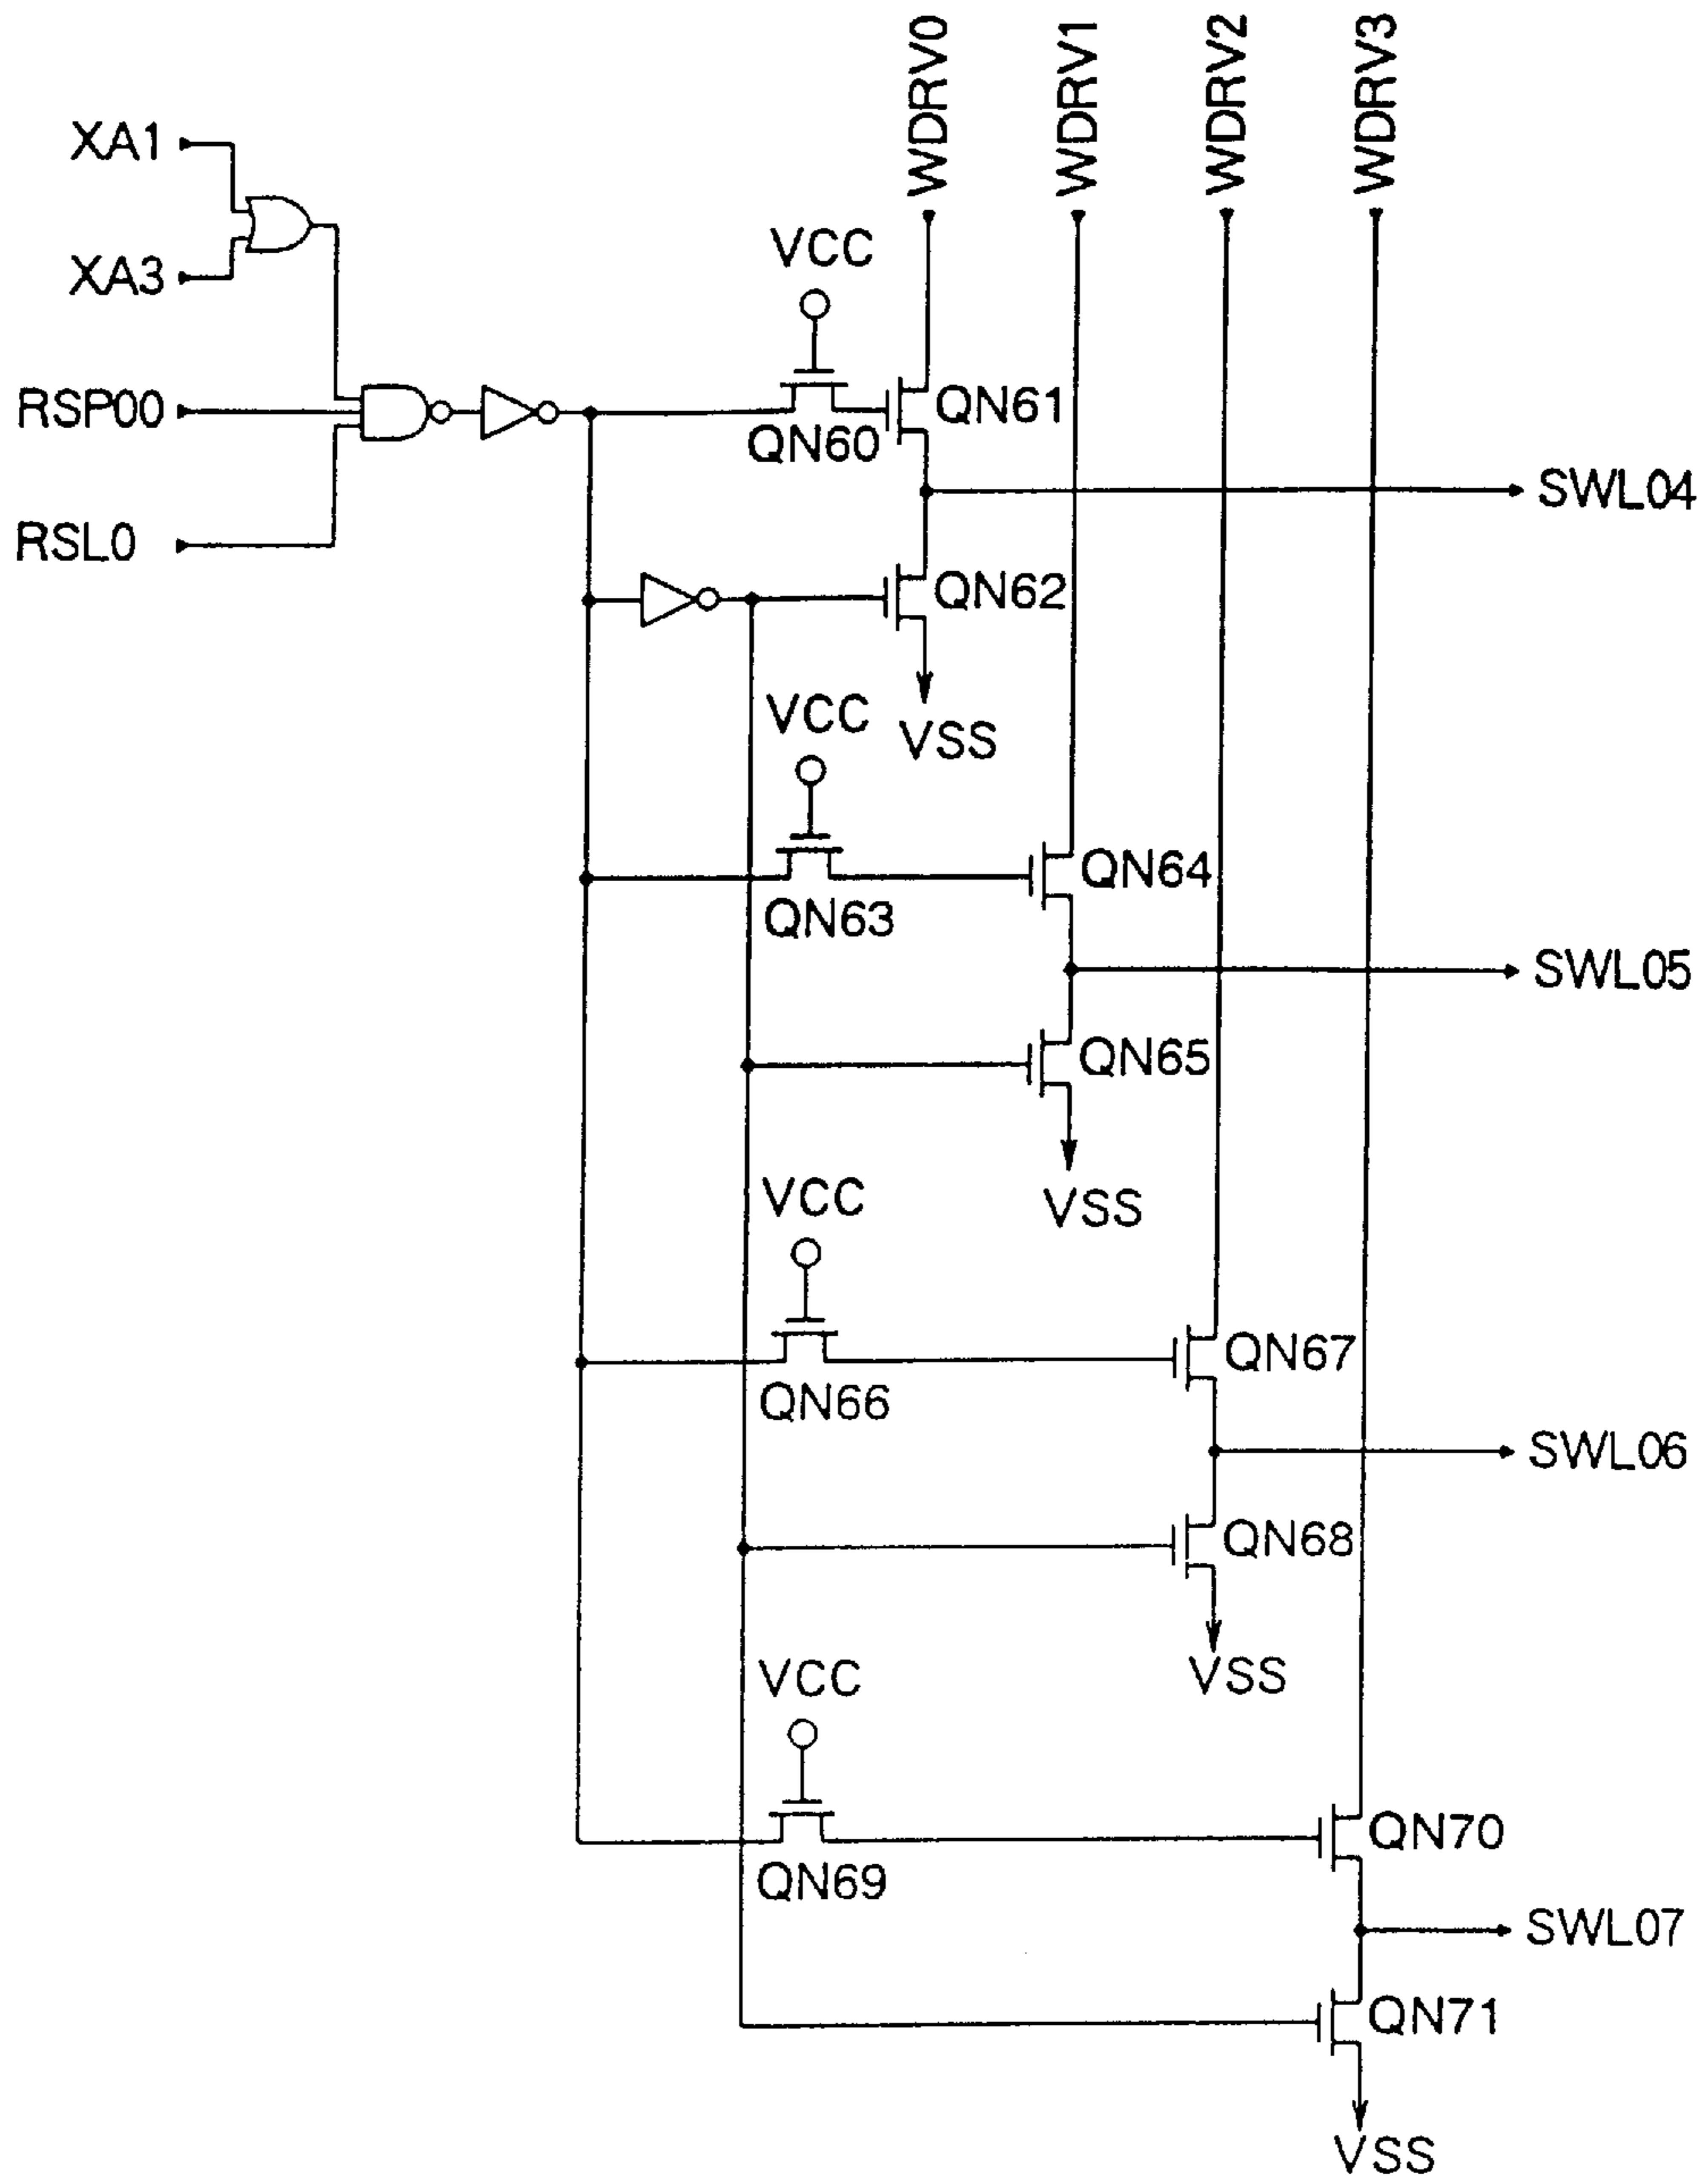 WDRV0
WDRV1
WDRV2
WDRV3
XA1
XA3
VCC
RSP00
QN61
QN60
SWL04
RSL0
QN62
VCC
VSS
QN64
QN63
SWL05
QN65
VCC
VSS
QN67
QN66
SWL06
QN68
VCC
VSS
QN70
QN69
SWL07
QN71
VSS